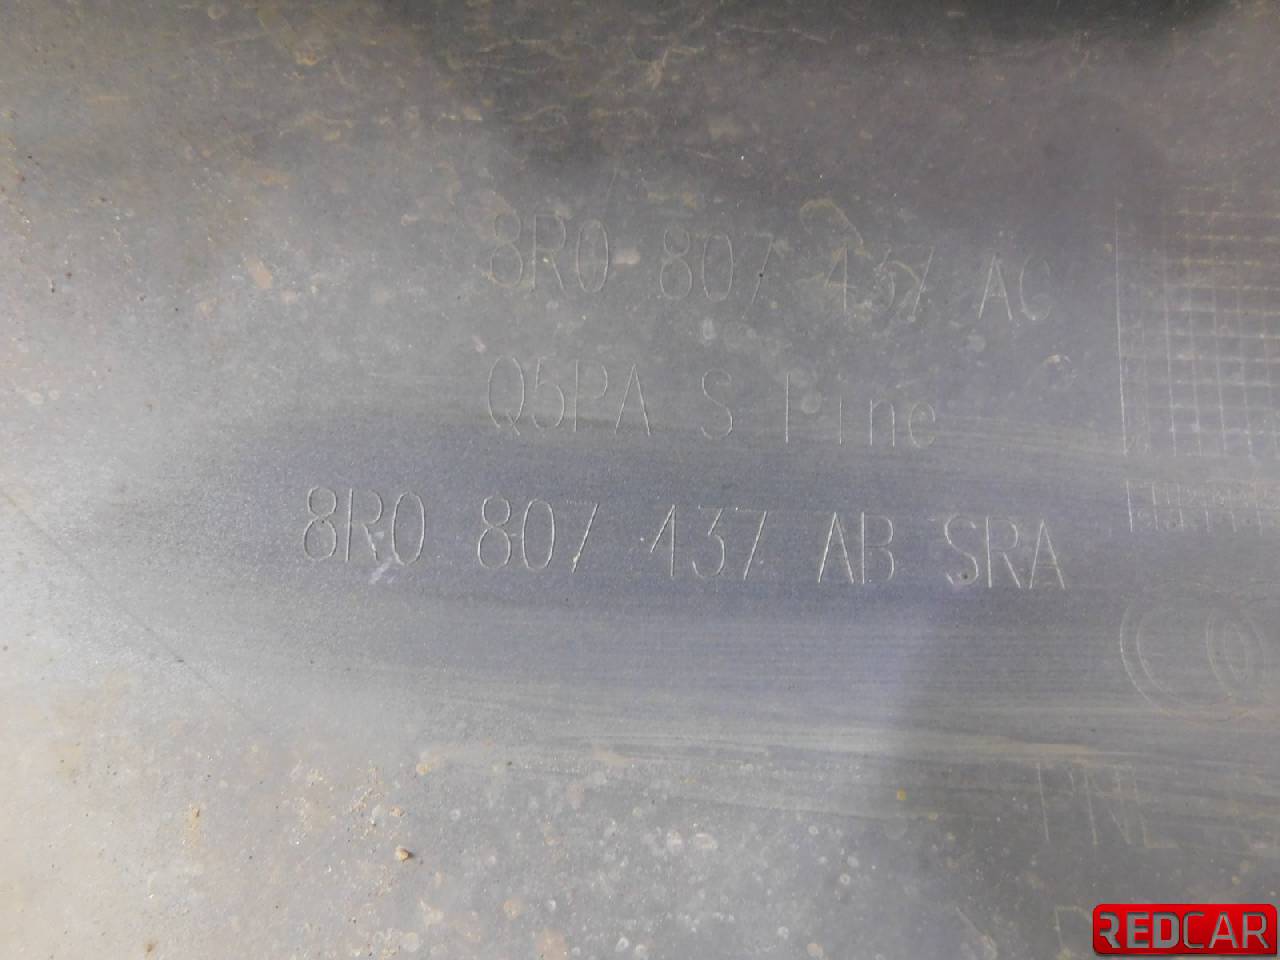 8R0 807 437 AC
Q5PA S line
8R0 807 437 AB SRA
REDCAR